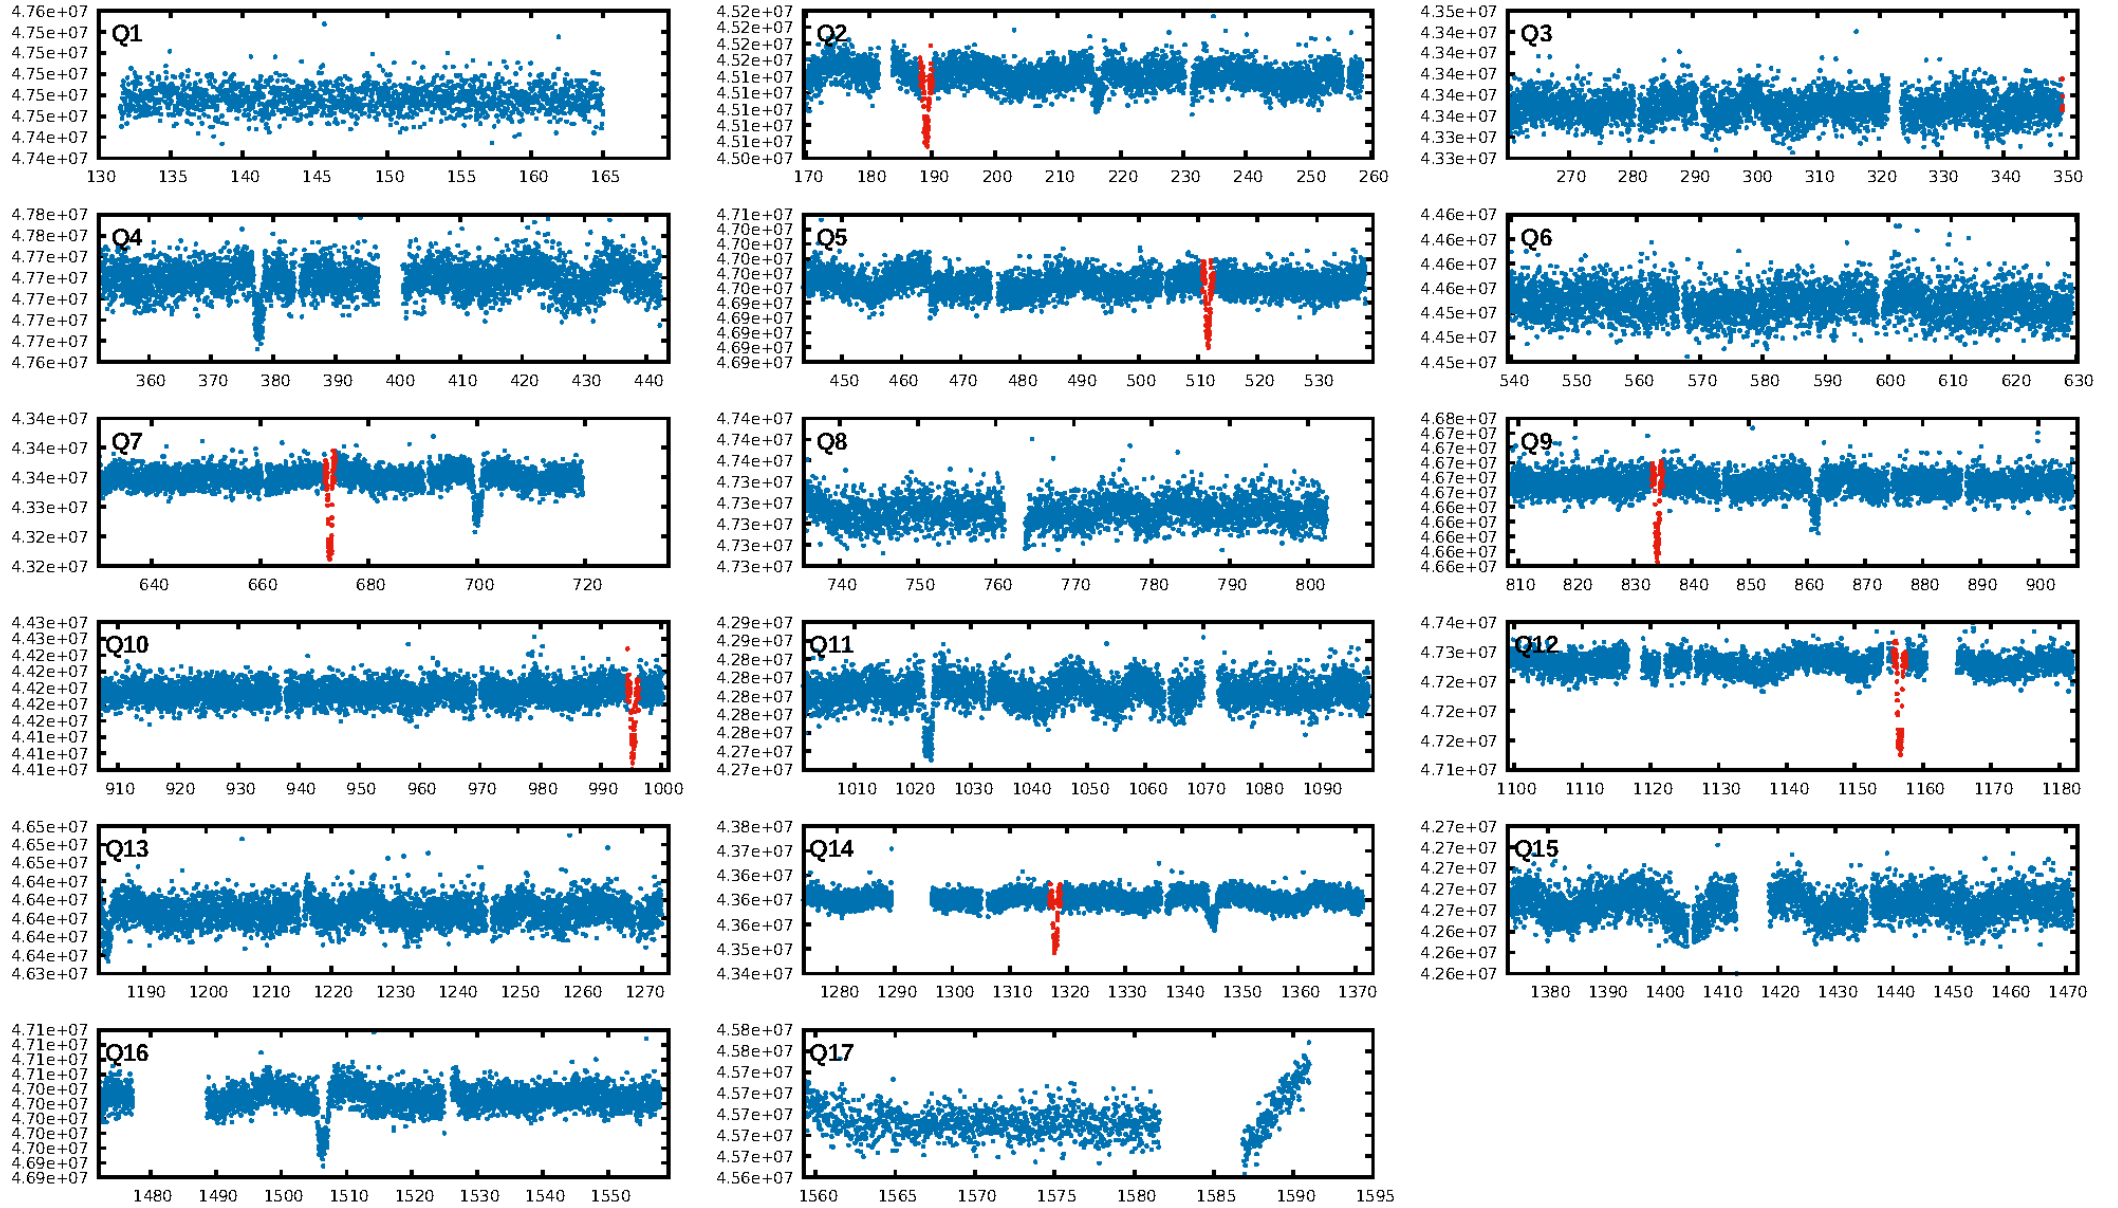 4.76e+07
4.75e+07
4.75e+07
4.75e+07
4.75e+07
4.75e+07
4.74e+07
4.74e+07
Q1
130 135 140 145 150 155 160 165
4.52e+07
4.52e+07
4.52e+07
4.52e+07
4.51e+07
4.51e+07
4.51e+07
4.51e+07
4.51e+07
4.50e+07
Q2
170 180 190 200 210 220 230 240 250 260
4.35e+07
4.34e+07
4.34e+07
4.34e+07
4.34e+07
4.34e+07
4.33e+07
4.33e+07
Q3
270 280 290 300 310 320 330 340 350
4.78e+07
4.78e+07
4.77e+07
4.77e+07
4.77e+07
4.77e+07
4.77e+07
4.76e+07
Q4
360 370 380 390 400 410 420 430 440
4.71e+07
4.70e+07
4.70e+07
4.70e+07
4.70e+07
4.70e+07
4.69e+07
4.69e+07
4.69e+07
4.69e+07
4.69e+07
Q5
450 460 470 480 490 500 510 520 530
4.46e+07
4.46e+07
4.46e+07
4.46e+07
4.45e+07
4.45e+07
4.45e+07
Q6
540 550 560 570 580 590 600 610 620 630
4.34e+07
4.34e+07
4.34e+07
4.33e+07
4.32e+07
4.32e+07
Q7
640 660 680 700 720
4.74e+07
4.74e+07
4.74e+07
4.73e+07
4.73e+07
4.73e+07
4.73e+07
4.73e+07
Q8
740 750 760 770 780 790 800
4.68e+07
4.67e+07
4.67e+07
4.67e+07
4.67e+07
4.67e+07
4.66e+07
4.66e+07
4.66e+07
4.66e+07
4.66e+07
Q9
810 820 830 840 850 860 870 880 890 900
4.43e+07
4.43e+07
4.42e+07
4.42e+07
4.42e+07
4.42e+07
4.42e+07
4.41e+07
4.41e+07
4.41e+07
Q10
910 920 930 940 950 960 970 980 990 1000
4.29e+07
4.29e+07
4.28e+07
4.28e+07
4.28e+07
4.28e+07
4.28e+07
4.27e+07
4.27e+07
Q11
1010 1020 1030 1040 1050 1060 1070 1080 1090
4.74e+07
4.73e+07
4.72e+07
4.72e+07
4.72e+07
4.71e+07
Q12
1100 1110 1120 1130 1140 1150 1160 1170 1180
4.65e+07
4.65e+07
4.65e+07
4.64e+07
4.64e+07
4.64e+07
4.64e+07
4.64e+07
4.63e+07
Q13
1190 1200 1210 1220 1230 1240 1250 1260 1270
4.38e+07
4.37e+07
4.36e+07
4.36e+07
4.36e+07
4.35e+07
4.34e+07
Q14
1280 1290 1300 1310 1320 1330 1340 1350 1360 1370
4.27e+07
4.27e+07
4.27e+07
4.27e+07
4.27e+07
4.26e+07
4.26e+07
4.26e+07
Q15
1380 1390 1400 1410 1420 1430 1440 1450 1460 1470
4.71e+07
4.71e+07
4.71e+07
4.71e+07
4.70e+07
4.70e+07
4.70e+07
4.70e+07
4.70e+07
4.69e+07
4.69e+07
Q16
1480 1490 1500 1510 1520 1530 1540 1550
4.58e+07
4.58e+07
4.57e+07
4.57e+07
4.57e+07
4.57e+07
4.57e+07
4.56e+07
Q17
1560 1565 1570 1575 1580 1585 1590 1595